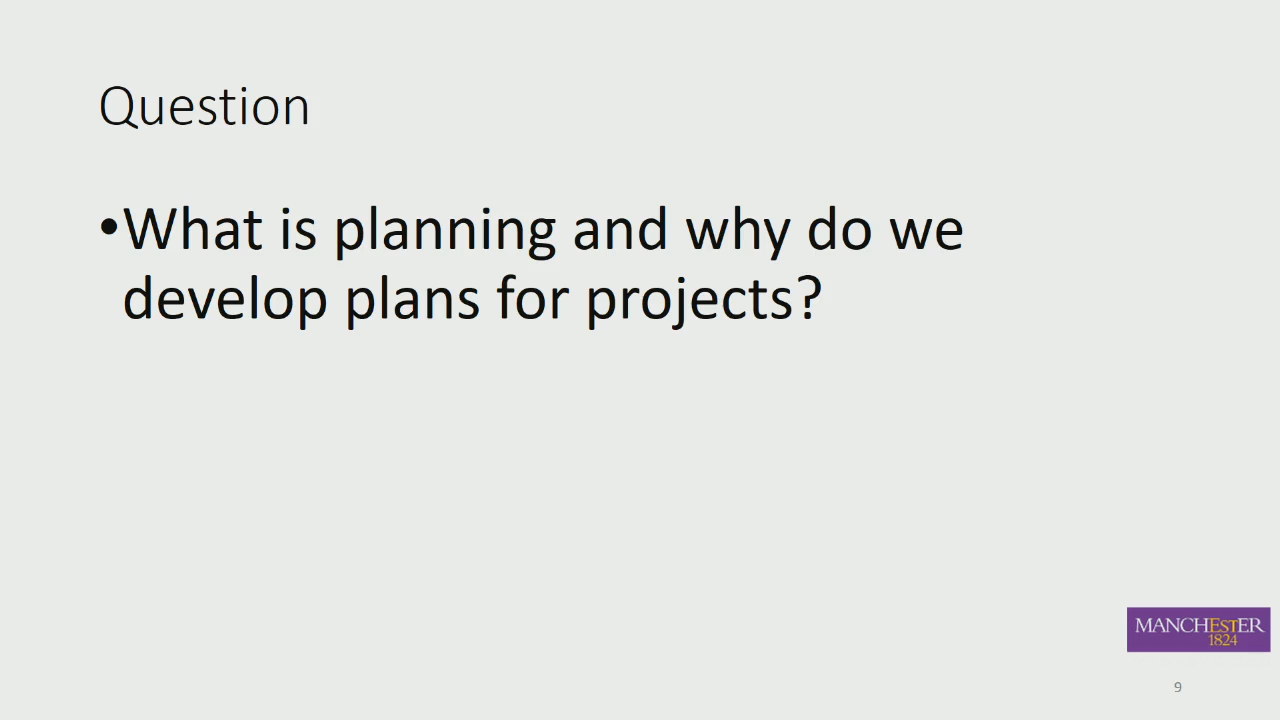 Question
•What is planning and why do we
develop plans for projects?
MANCHESTER
1824
9